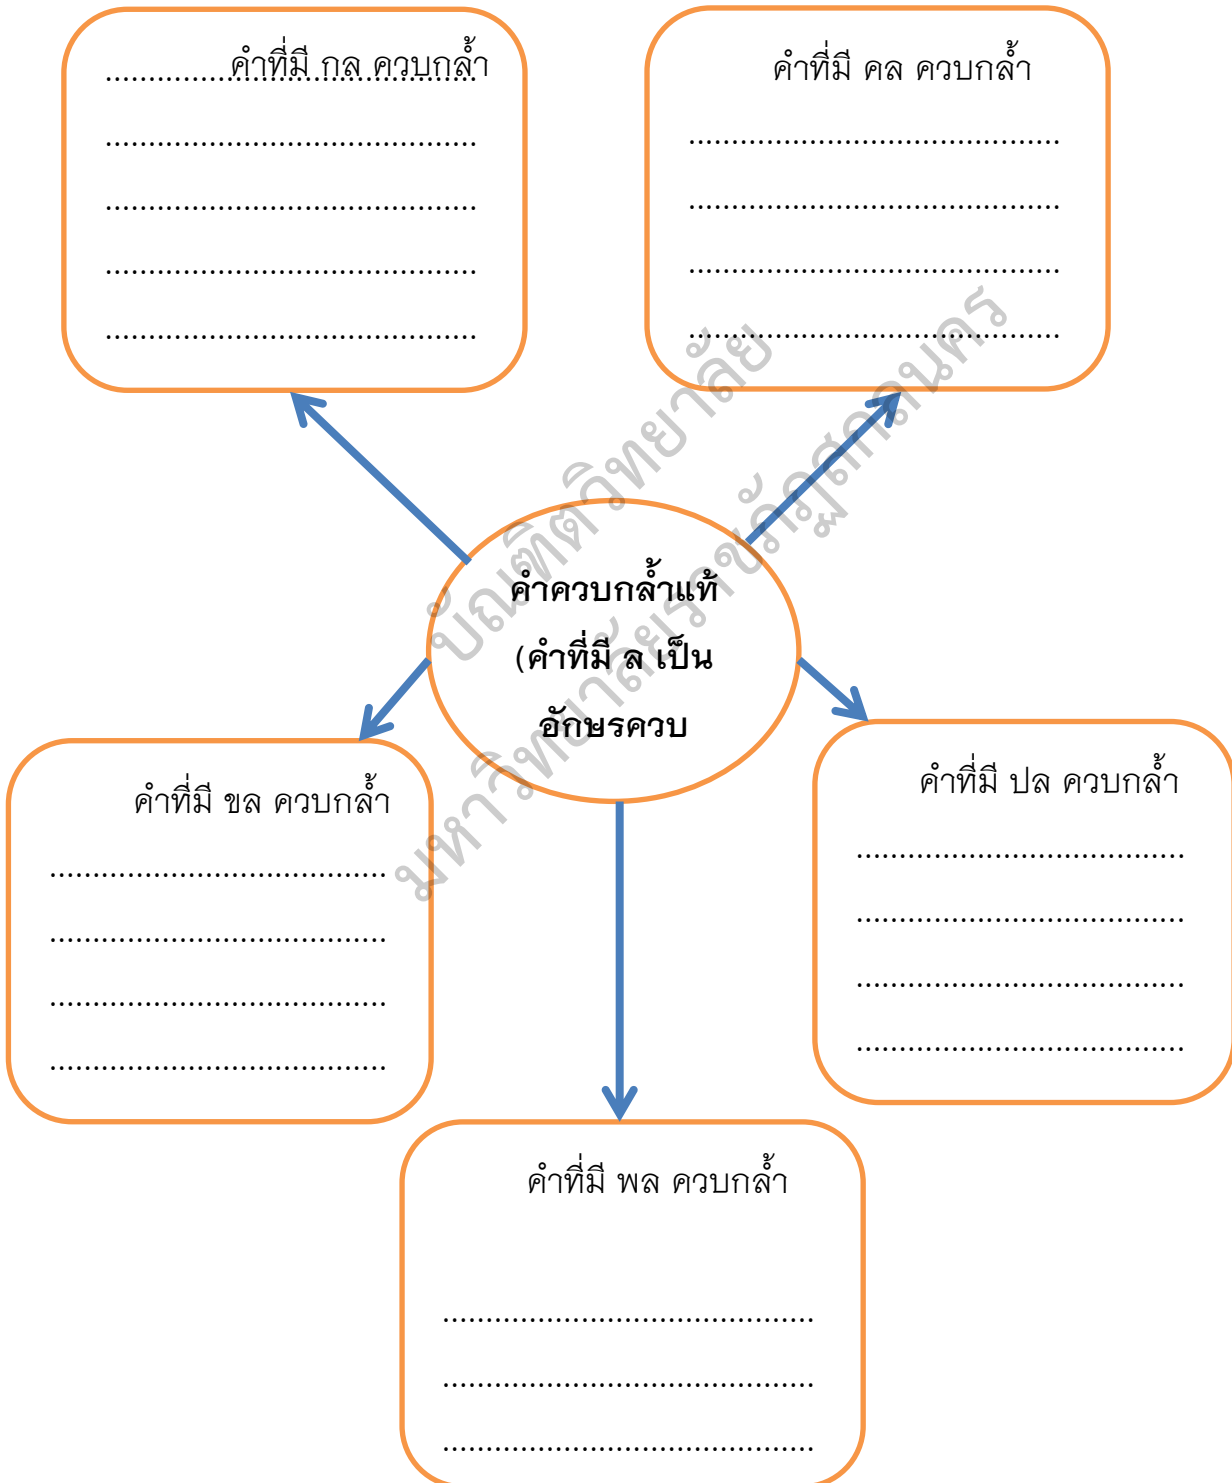 คำที่มี กล ควบกล้ำ
...........................................
...........................................
...........................................
...........................................
...........................................
คำที่มี คล ควบกล้ำ
...........................................
...........................................
...........................................
...........................................
คำควบกล้ำแท้
(คำที่มี ล เป็น
อักษรควบ
คำที่มี ขล ควบกล้ำ
.......................................
.......................................
.......................................
.......................................
คำที่มี ปล ควบกล้ำ
......................................
......................................
......................................
......................................
คำที่มี พล ควบกล้ำ
...........................................
...........................................
...........................................
บัณฑิตวิทยาลัย
มหาวิทยาลัยราชภัฏสกลนคร